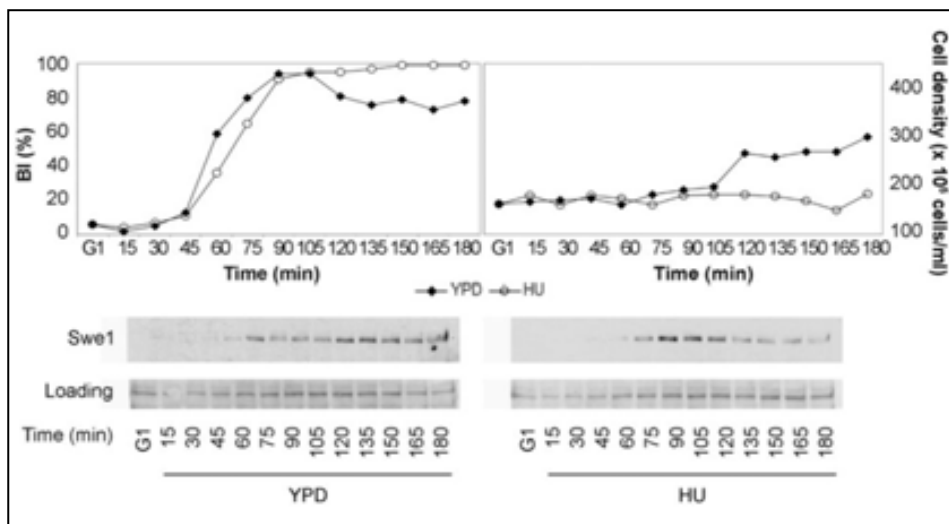 100
80
60
40
20
0
BI (%)
G1 15 30 45 60 75 90 105 120 135 150 165 180
Time (min)
400
300
200
100
Cell density (x 10⁶ cells/ml)
G1 15 30 45 60 75 90 105 120 135 150 165 180
Time (min)
YPD HU
Swe1
Loading
Time (min) G1 15 30 45 60 75 90 105 120 135 150 165 180
YPD
G1 15 30 45 60 75 90 105 120 135 150 165 180
HU